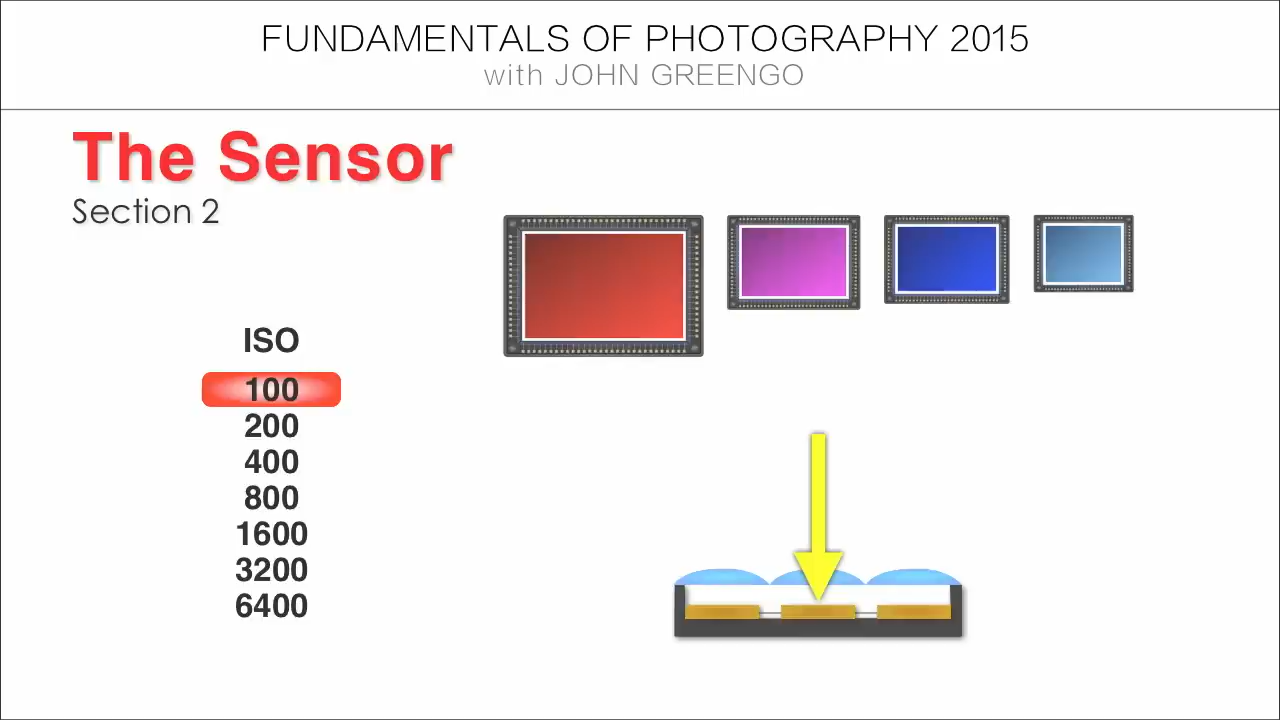 FUNDAMENTALS OF PHOTOGRAPHY 2015
with JOHN GREENGO
The Sensor
Section 2
ISO
100
200
400
800
1600
3200
6400